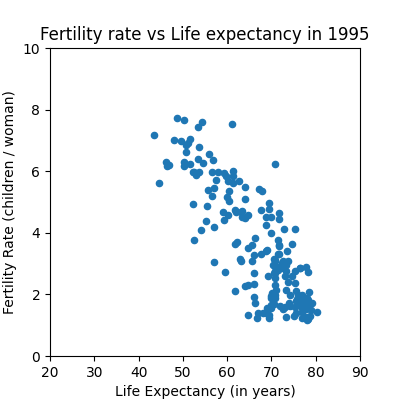 Fertility rate vs Life expectancy in 1995
10
8
6
4
2
0
Fertility Rate (children / woman)
20 30 40 50 60 70 80 90
Life Expectancy (in years)